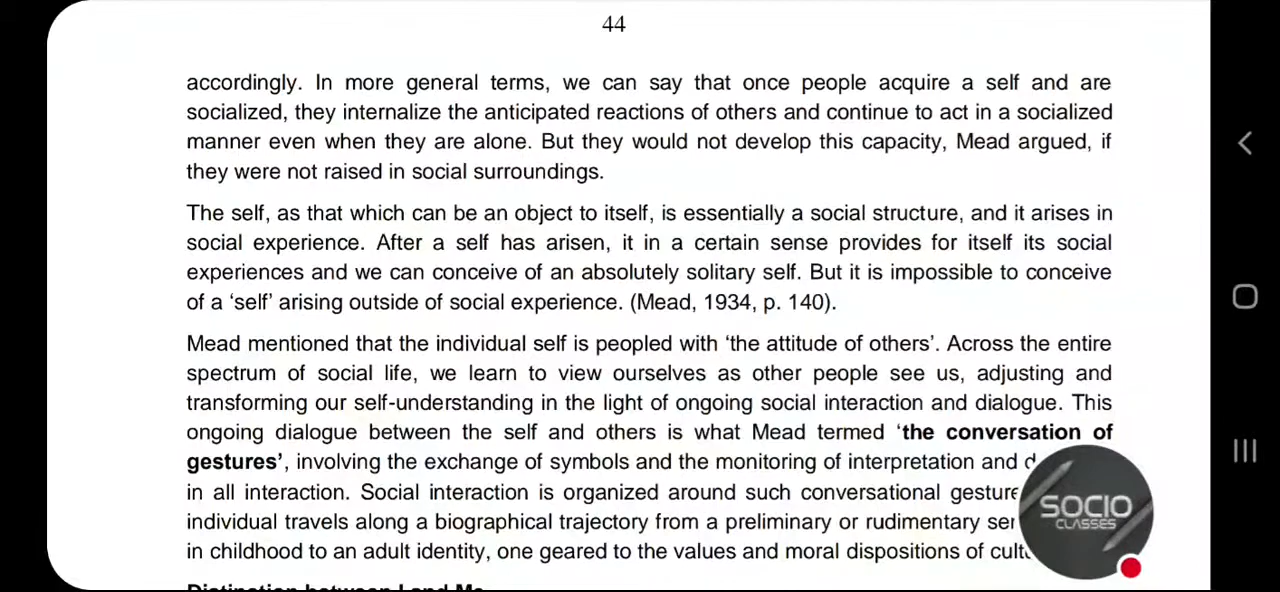 44
accordingly. In more general terms, we can say that once people acquire a self and are
socialized, they internalize the anticipated reactions of others and continue to act in a socialized
manner even when they are alone. But they would not develop this capacity, Mead argued, if
they were not raised in social surroundings.
The self, as that which can be an object to itself, is essentially a social structure, and it arises in
social experience. After a self has arisen, it in a certain sense provides for itself its social
experiences and we can conceive of an absolutely solitary self. But it is impossible to conceive
of a ‘self’ arising outside of social experience. (Mead, 1934, p. 140).
Mead mentioned that the individual self is peopled with ‘the attitude of others’. Across the entire
spectrum of social life, we learn to view ourselves as other people see us, adjusting and
transforming our self-understanding in the light of ongoing social interaction and dialogue. This
ongoing dialogue between the self and others is what Mead termed ‘the conversation of
gestures’, involving the exchange of symbols and the monitoring of interpretation and
in all interaction. Social interaction is organized around such conversational
individual travels along a biographical trajectory from a preliminary or rudimentary
in childhood to an adult identity, one geared to the values and moral dispositions of
SOCIO
CLASSES
Distinction between I and Me